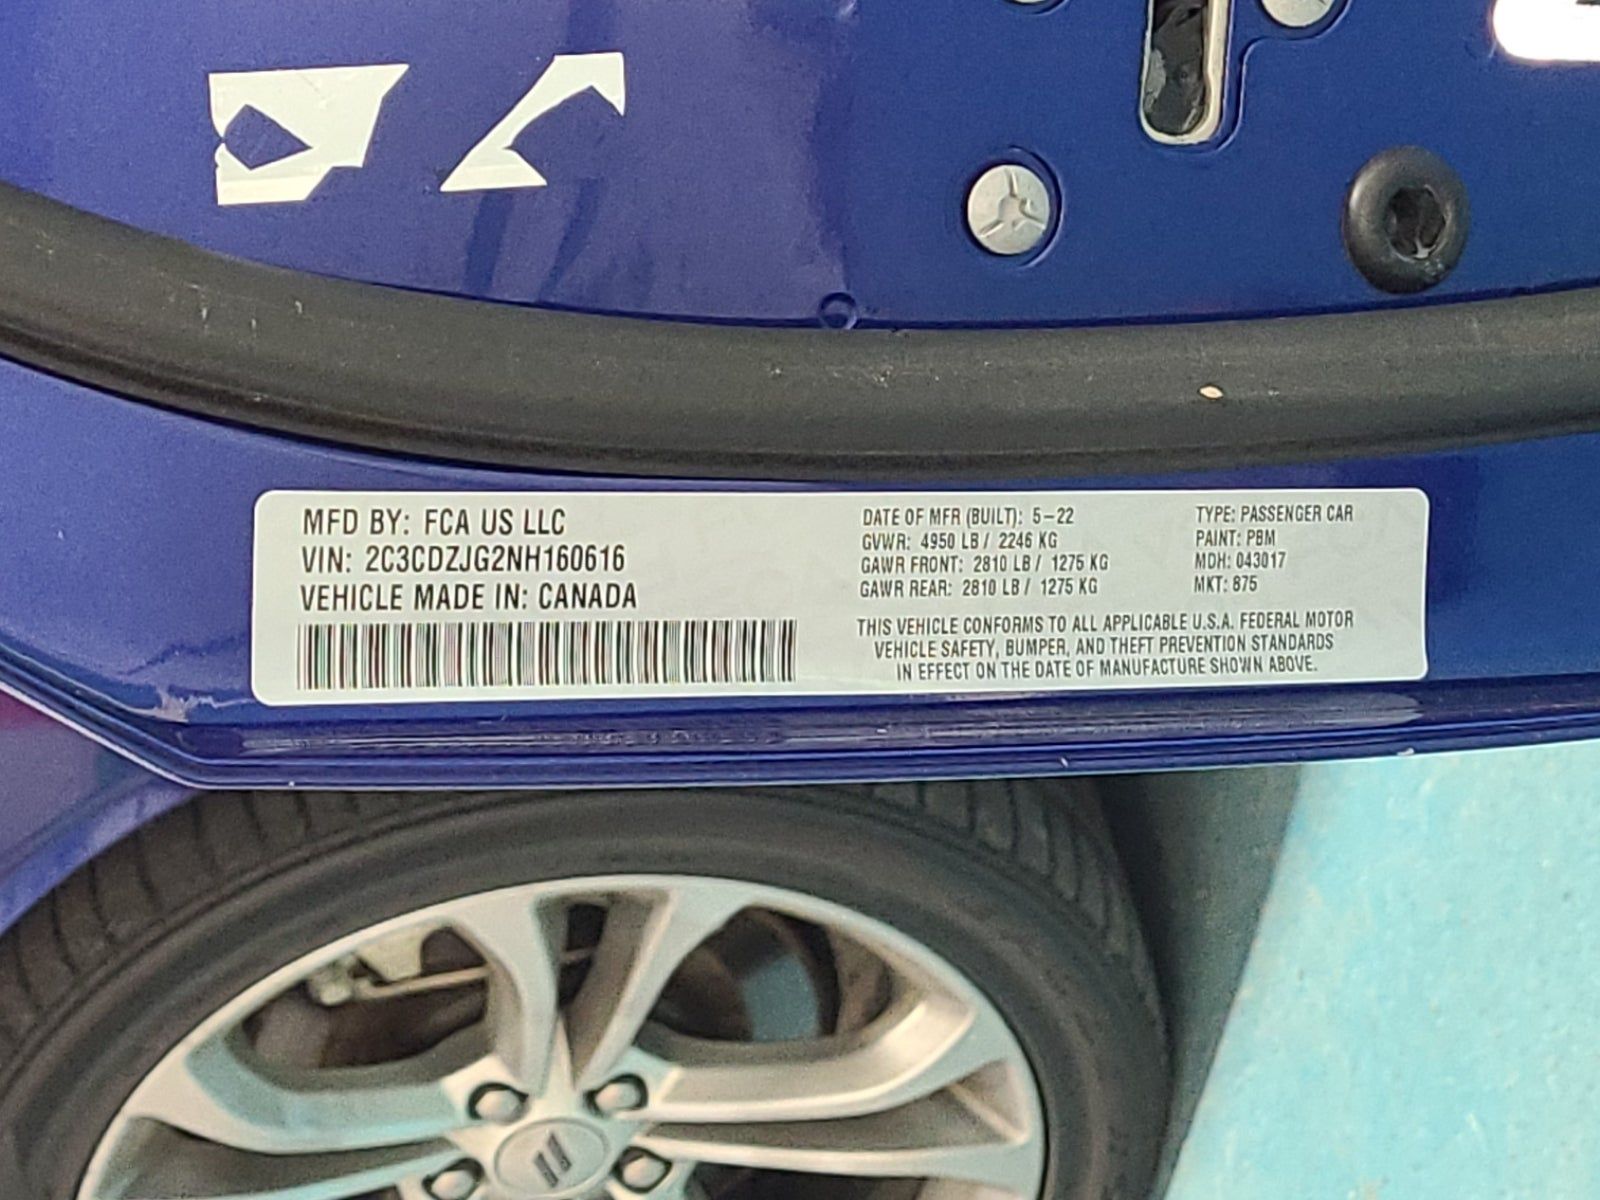 MFD BY: FCA US LLC
VIN: 2C3CDZJG2NH160616
VEHICLE MADE IN: CANADA
DATE OF MFR (BUILT): 5-22
GVWR: 4950 LB / 2246 KG
GAWR FRONT: 2810 LB / 1275 KG
GAWR REAR: 2810 LB / 1275 KG
TYPE: PASSENGER CAR
PAINT: PBM
MDH: 043017
MKT: 875
THIS VEHICLE CONFORMS TO ALL APPLICABLE U.S.A. FEDERAL MOTOR
VEHICLE SAFETY, BUMPER, AND THEFT PREVENTION STANDARDS
IN EFFECT ON THE DATE OF MANUFACTURE SHOWN ABOVE.